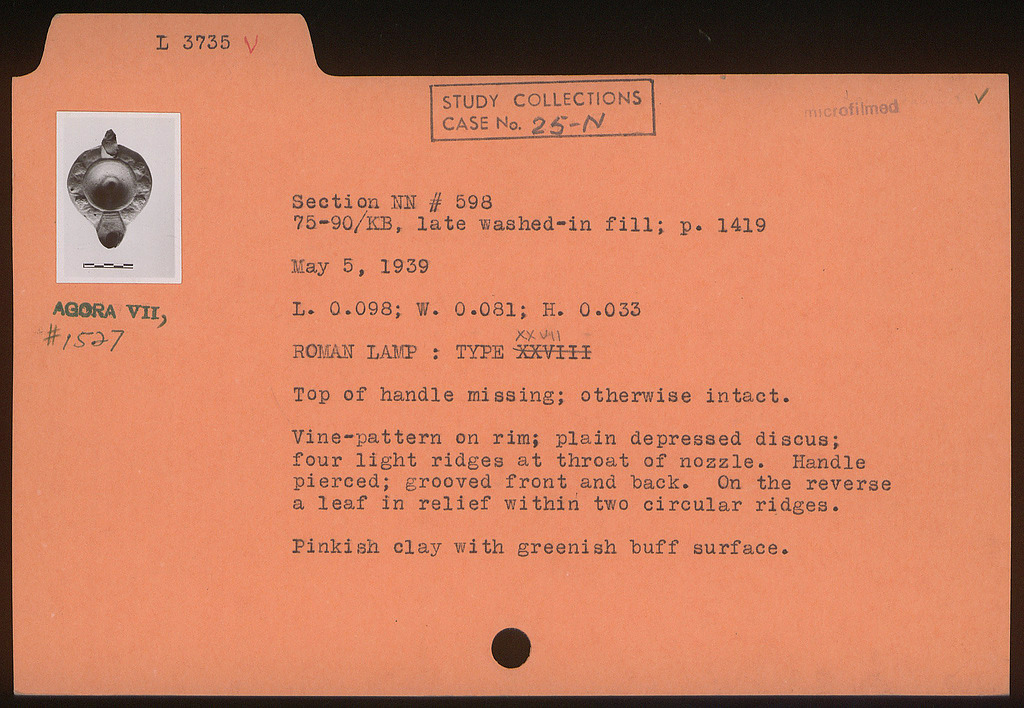 L 3735 V
STUDY COLLECTIONS
CASE No. 25-N
microfilmed
Section NN # 598
75-90/KB, late washed-in fill; p. 1419
May 5, 1939
AGORA VII,
#1527
L. 0.098; W. 0.081; H. 0.033
XXVII
ROMAN LAMP : TYPE XXVIII
Top of handle missing; otherwise intact.
Vine-pattern on rim; plain depressed discus;
four light ridges at throat of nozzle. Handle
pierced; grooved front and back. On the reverse
a leaf in relief within two circular ridges.
Pinkish clay with greenish buff surface.